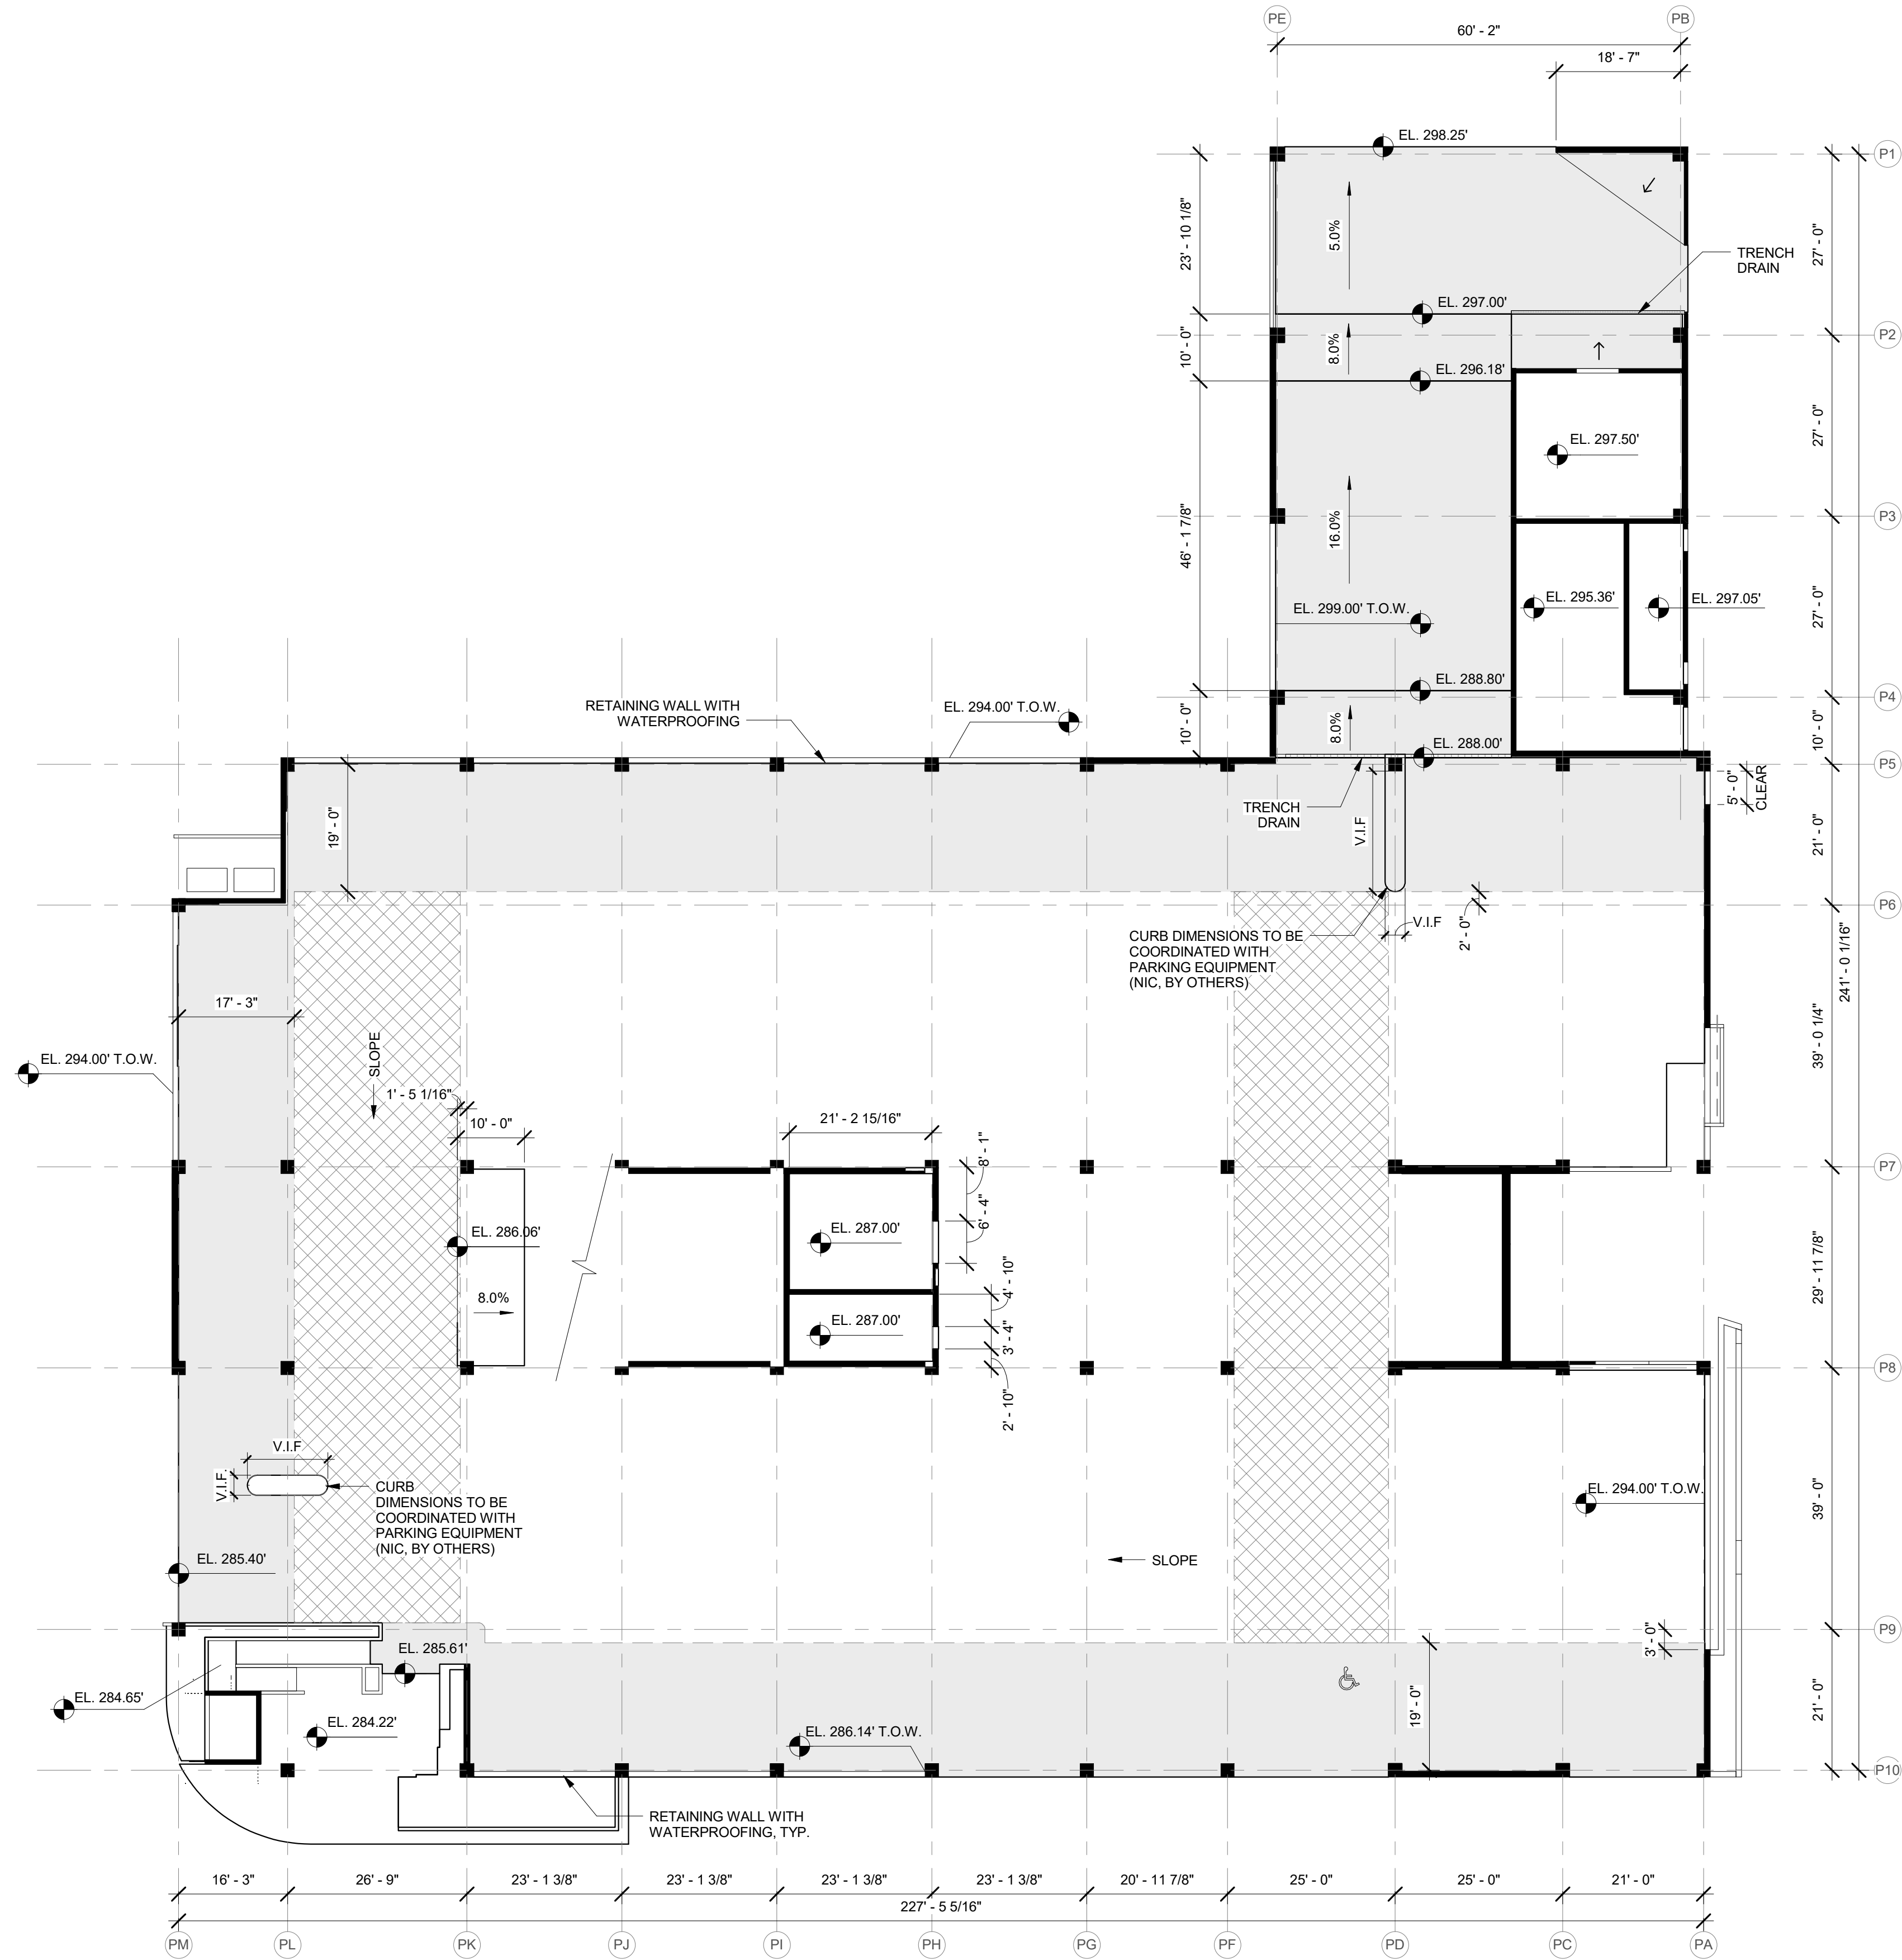 PE
PB
60' - 2"
18' - 7"
EL. 298.25'
P1
23' - 10 1/8"
5.0%
27' - 0"
TRENCH
DRAIN
EL. 297.00'
P2
10' - 0"
8.0%
EL. 296.18'
27' - 0"
EL. 297.50'
P3
46' - 1 7/8"
16.0%
27' - 0"
EL. 295.36'
EL. 297.05'
EL. 299.00' T.O.W.
EL. 288.80'
P4
RETAINING WALL WITH
WATERPROOFING
EL. 294.00' T.O.W.
10' - 0"
8.0%
10' - 0"
EL. 288.00'
P5
5' - 0"
CLEAR
TRENCH
DRAIN
19' - 0"
V.I.F
21' - 0"
P6
V.I.F
2' - 0"
CURB DIMENSIONS TO BE
COORDINATED WITH
PARKING EQUIPMENT
(NIC, BY OTHERS)
241' - 0 1/16"
17' - 3"
SLOPE
39' - 0 1/4"
EL. 294.00' T.O.W.
1' - 5 1/16"
10' - 0"
21' - 2 15/16"
8' - 1"
P7
6' - 4"
EL. 286.06'
EL. 287.00'
29' - 11 7/8"
4' - 10"
8.0%
EL. 287.00'
3' - 4"
P8
2' - 10"
V.I.F
V.I.F.
CURB
DIMENSIONS TO BE
COORDINATED WITH
PARKING EQUIPMENT
(NIC, BY OTHERS)
EL. 294.00' T.O.W.
39' - 0"
EL. 285.40'
SLOPE
P9
3' - 0"
EL. 285.61'
EL. 284.65'
EL. 284.22'
19' - 0"
21' - 0"
EL. 286.14' T.O.W.
P10
RETAINING WALL WITH
WATERPROOFING, TYP.
16' - 3"
26' - 9"
23' - 1 3/8"
23' - 1 3/8"
23' - 1 3/8"
23' - 1 3/8"
20' - 11 7/8"
25' - 0"
25' - 0"
21' - 0"
227' - 5 5/16"
PM
PL
PK
PJ
PI
PH
PG
PF
PD
PC
PA